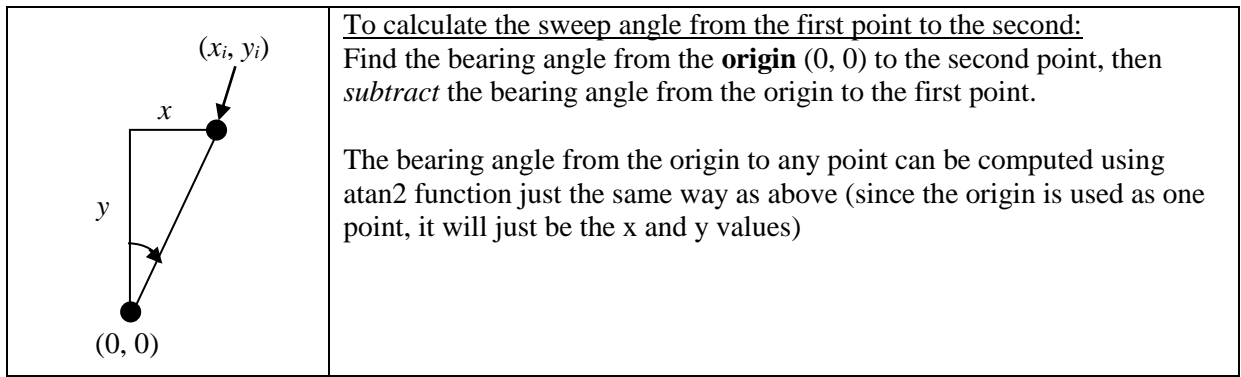 (xi, yi)
x
y
(0, 0)
To calculate the sweep angle from the first point to the second:
Find the bearing angle from the origin (0, 0) to the second point, then
subtract the bearing angle from the origin to the first point.
The bearing angle from the origin to any point can be computed using
atan2 function just the same way as above (since the origin is used as one
point, it will just be the x and y values)